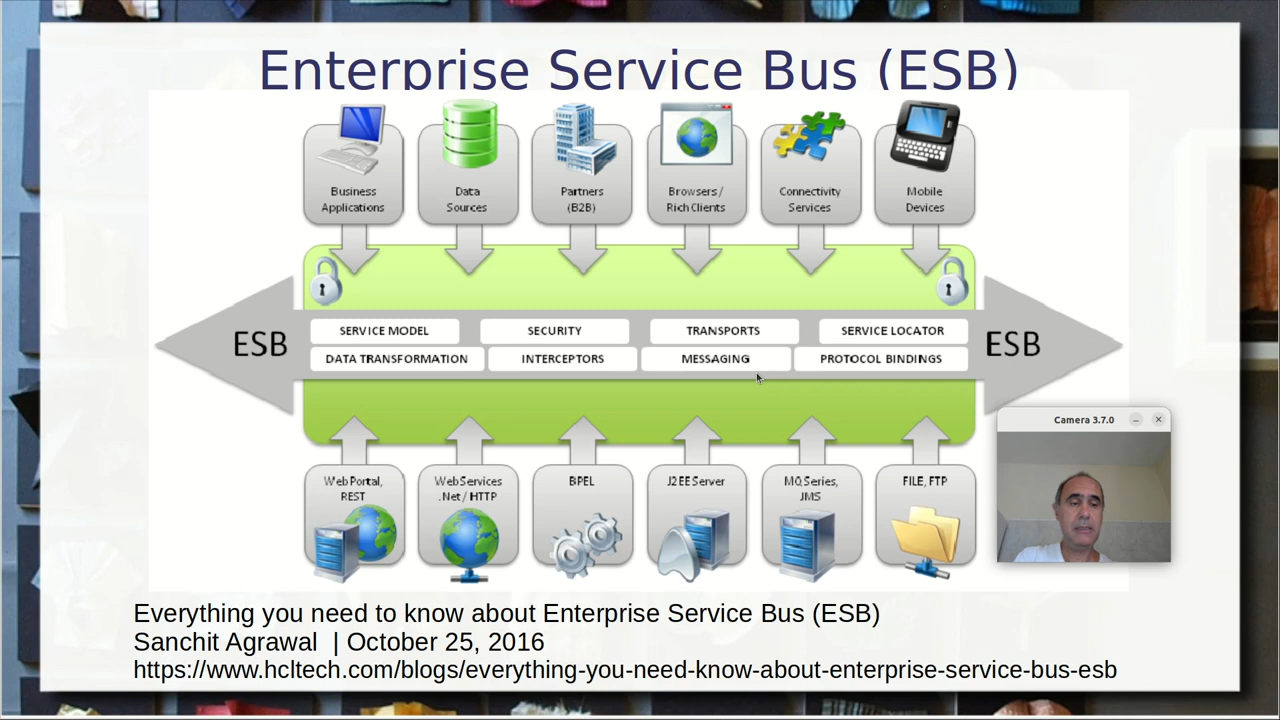 Enterprise Service Bus (ESB)
Business
Applications
Data
Sources
Partners
(B2B)
Browsers /
Rich Clients
Connectivity
Services
Mobile
Devices
ESB
SERVICE MODEL
SECURITY
TRANSPORTS
SERVICE LOCATOR
DATA TRANSFORMATION
INTERCEPTORS
MESSAGING
PROTOCOL BINDINGS
ESB
Camera 3.7.0
Web Portal,
REST
Web Services
.Net / HTTP
BPEL
J2EE Server
MQ Series,
JMS
FILE, FTP
Everything you need to know about Enterprise Service Bus (ESB)
Sanchit Agrawal | October 25, 2016
https://www.hcltech.com/blogs/everything-you-need-know-about-enterprise-service-bus-esb